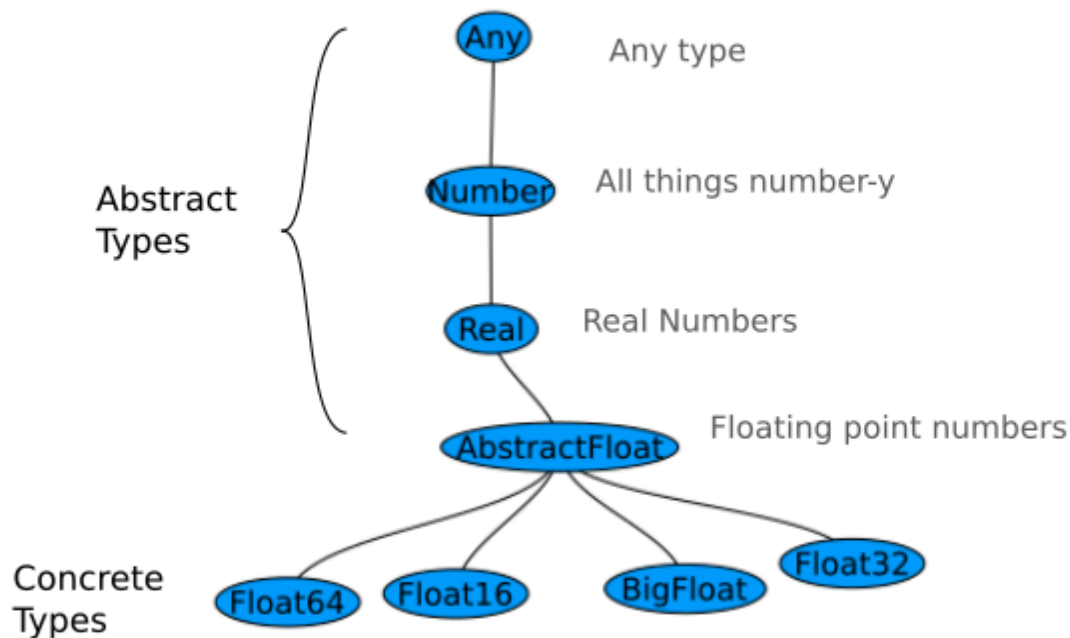 Any
Any type
Number
All things number-y
Abstract
Types
Real
Real Numbers
AbstractFloat
Floating point numbers
Concrete
Types
Float64
Float16
BigFloat
Float32